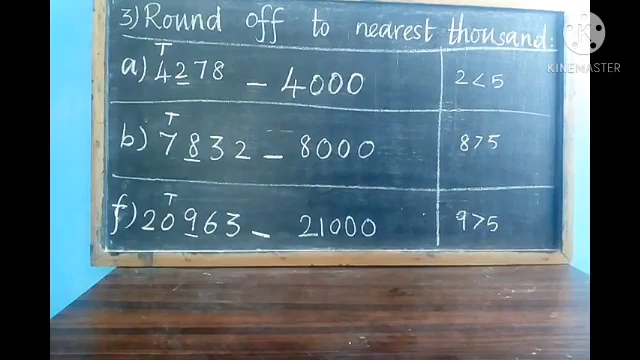 3) Round off to nearest thousand:
T
a) 4278 – 4000 2 < 5
T
b) 7832 – 8000 8 > 5
T
f) 20963 – 21000 9 > 5
KINEMASTER